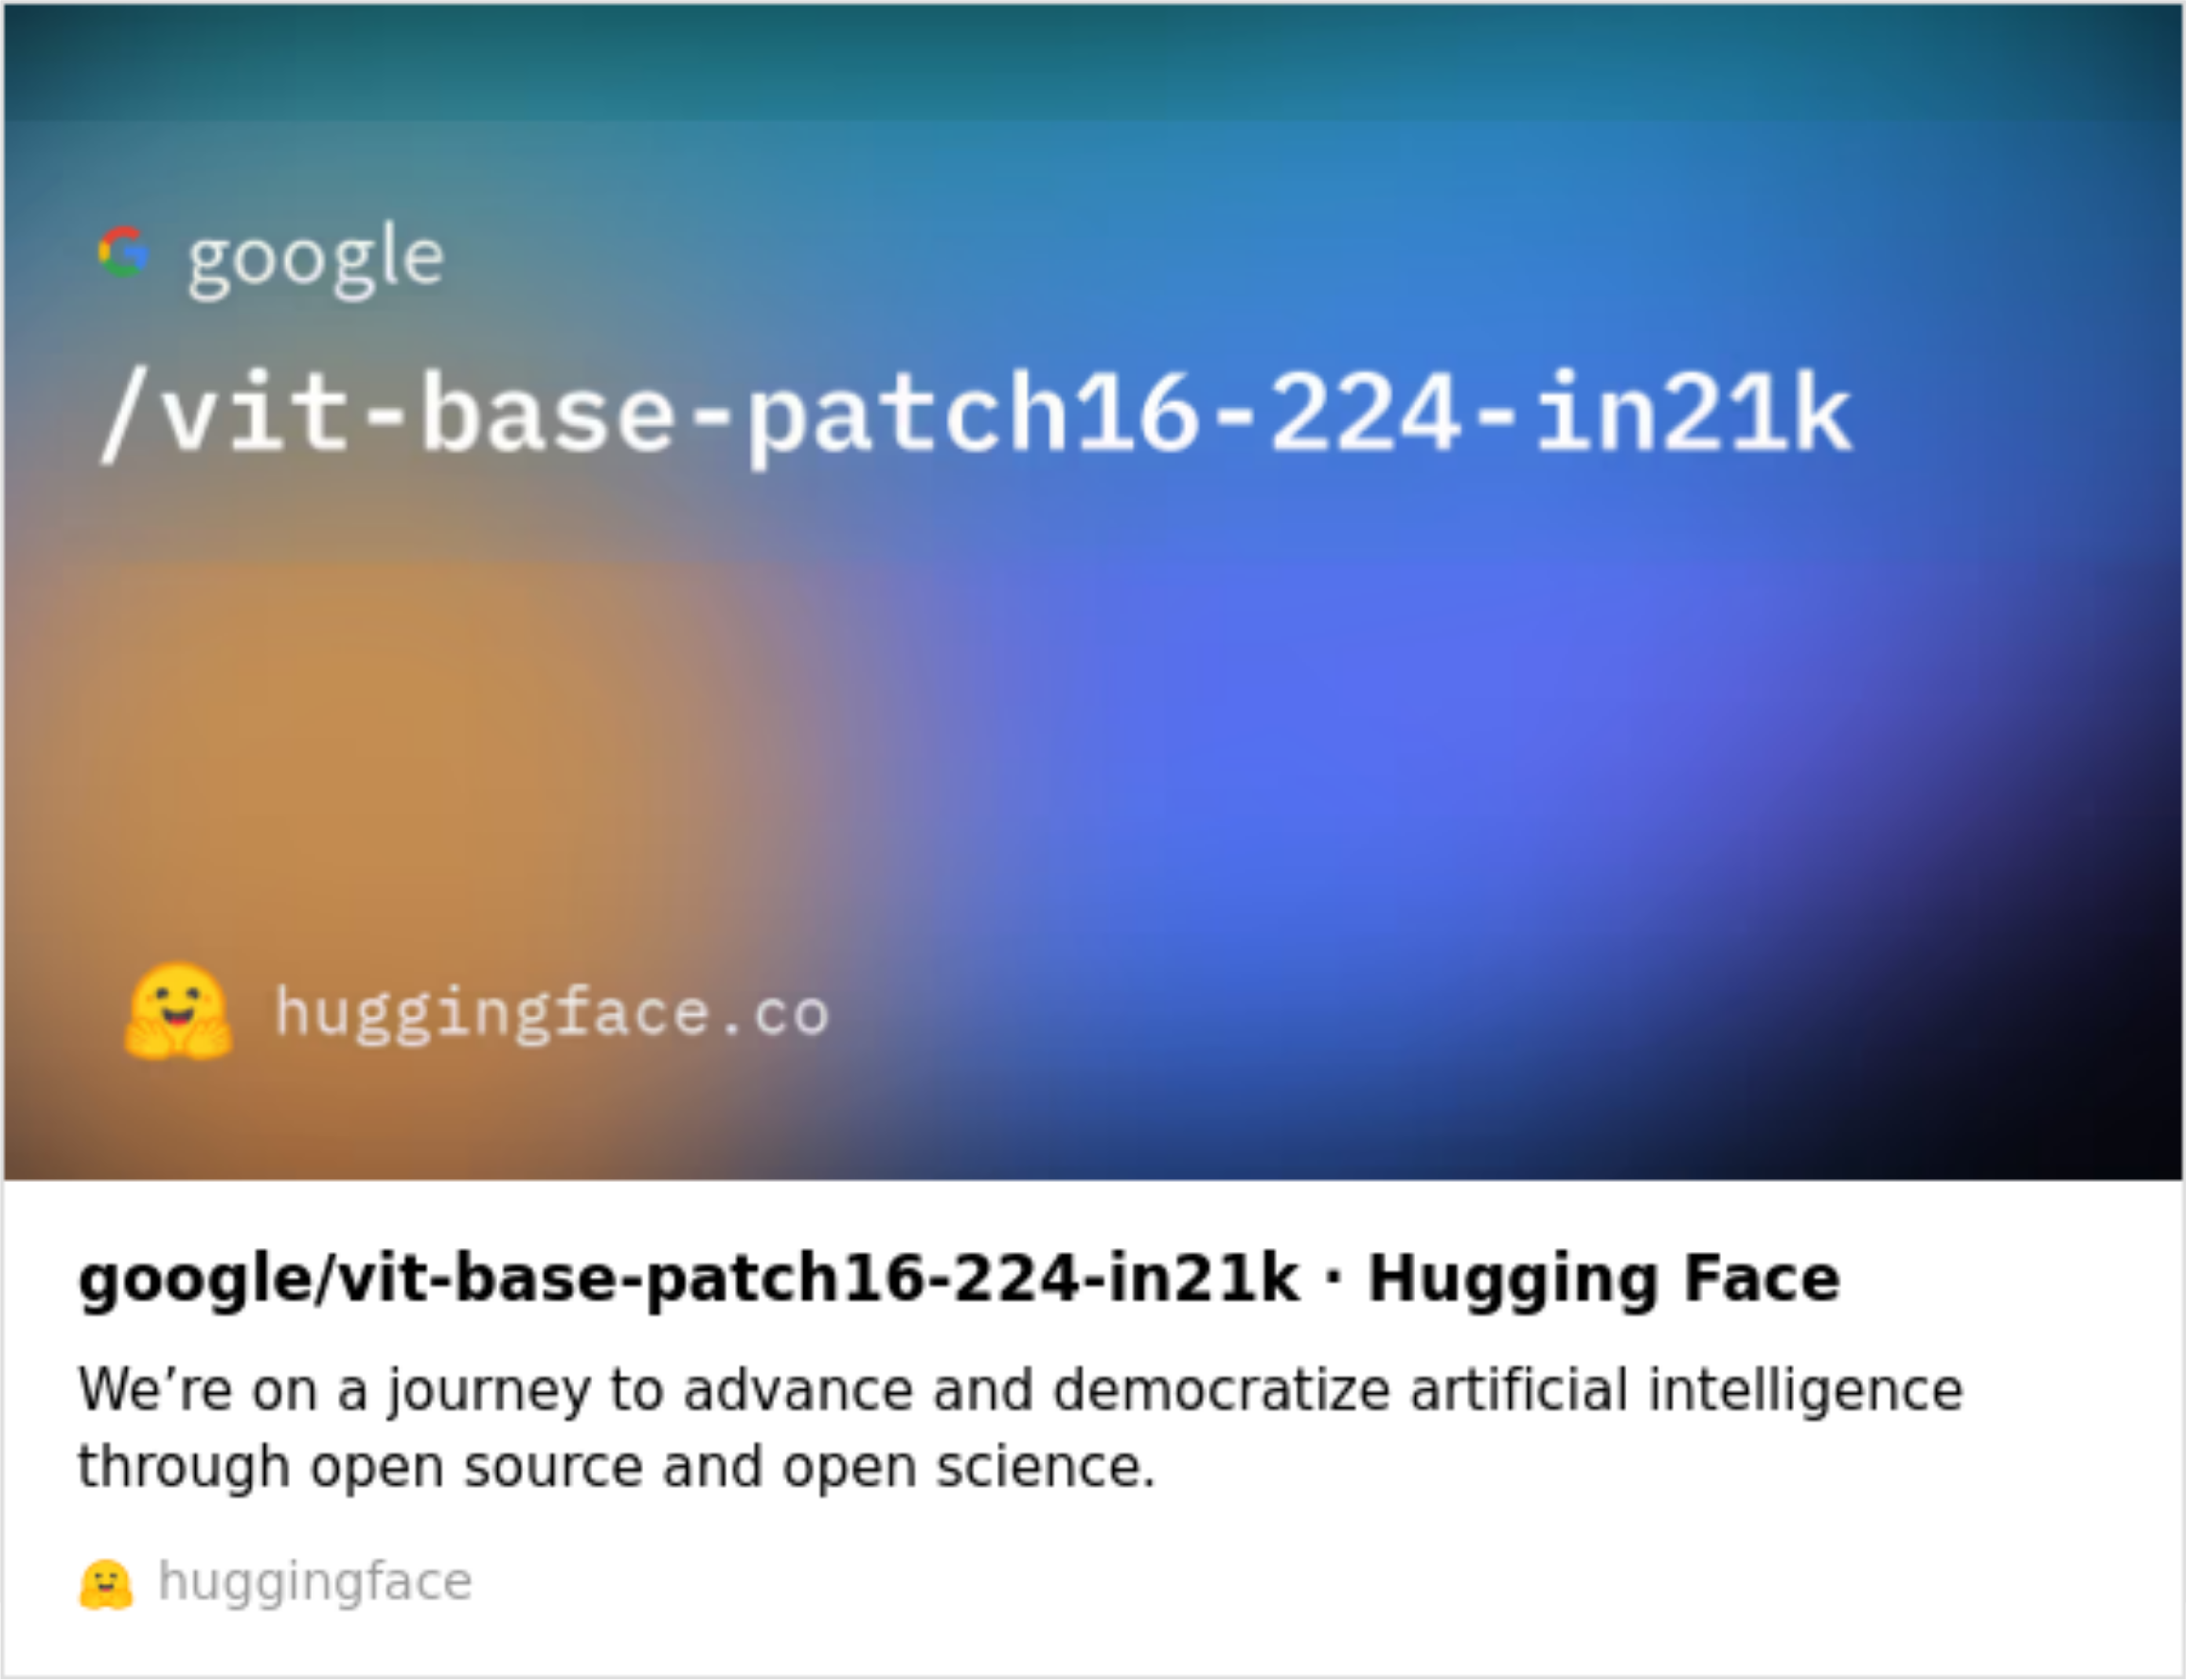 google
/vit-base-patch16-224-in21k
huggingface.co
google/vit-base-patch16-224-in21k · Hugging Face
We’re on a journey to advance and democratize artificial intelligence
through open source and open science.
huggingface